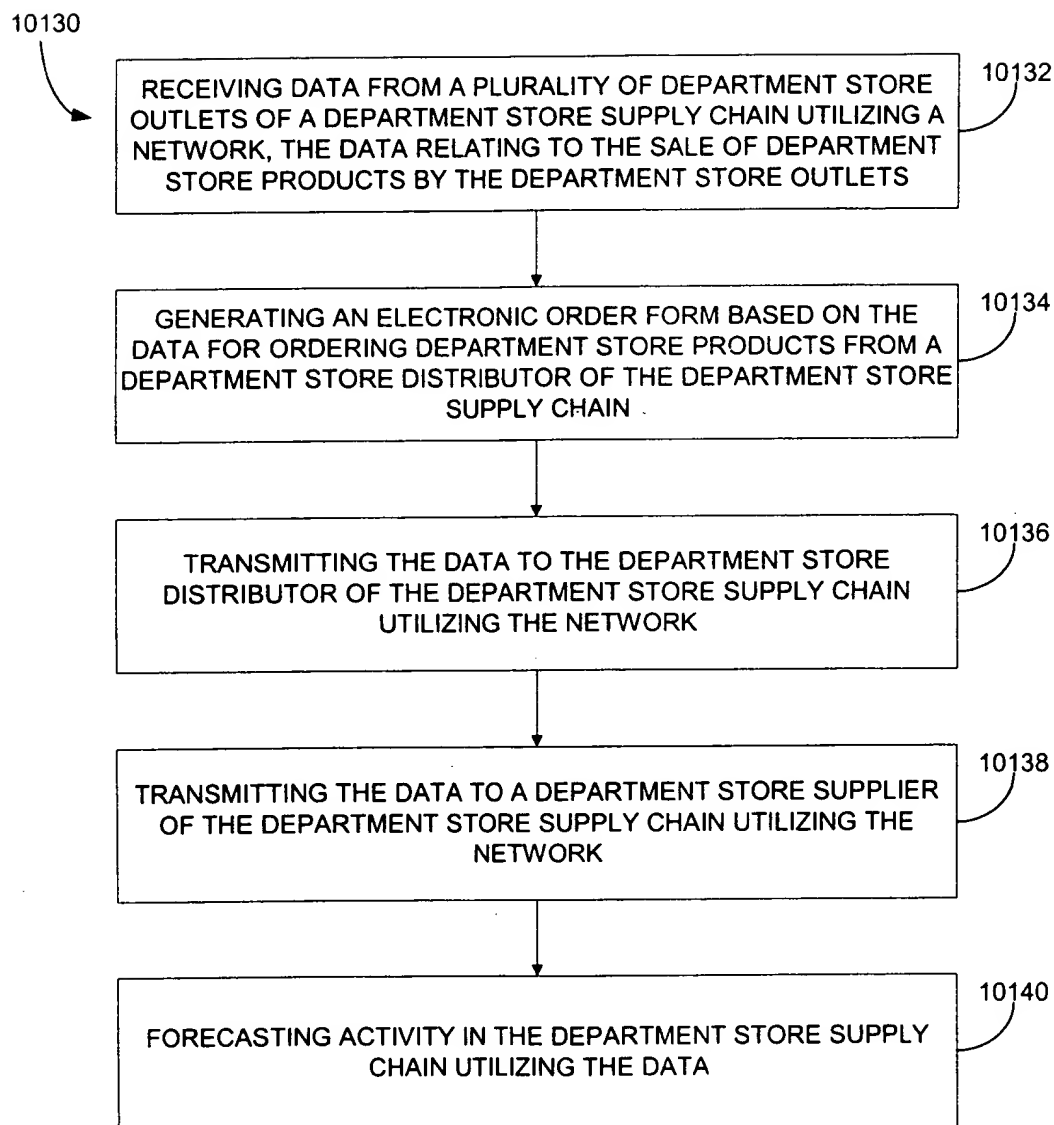 10130
10132
RECEIVING DATA FROM A PLURALITY OF DEPARTMENT STORE
OUTLETS OF A DEPARTMENT STORE SUPPLY CHAIN UTILIZING A
NETWORK, THE DATA RELATING TO THE SALE OF DEPARTMENT
STORE PRODUCTS BY THE DEPARTMENT STORE OUTLETS
10134
GENERATING AN ELECTRONIC ORDER FORM BASED ON THE
DATA FOR ORDERING DEPARTMENT STORE PRODUCTS FROM A
DEPARTMENT STORE DISTRIBUTOR OF THE DEPARTMENT STORE
SUPPLY CHAIN
10136
TRANSMITTING THE DATA TO THE DEPARTMENT STORE
DISTRIBUTOR OF THE DEPARTMENT STORE SUPPLY CHAIN
UTILIZING THE NETWORK
10138
TRANSMITTING THE DATA TO A DEPARTMENT STORE SUPPLIER
OF THE DEPARTMENT STORE SUPPLY CHAIN UTILIZING THE
NETWORK
10140
FORECASTING ACTIVITY IN THE DEPARTMENT STORE SUPPLY
CHAIN UTILIZING THE DATA